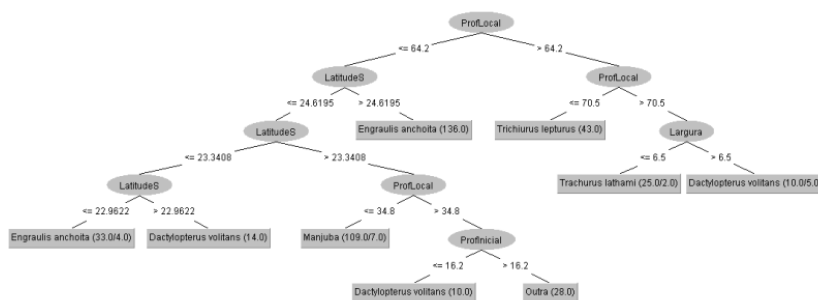 ProfLocal
<= 64.2 > 64.2
LatitudeS ProfLocal
<= 24.6195 > 24.6195 <= 70.5 > 70.5
LatitudeS Engraulis anchoita (136.0) Trichiurus lepturus (43.0) Largura
<= 23.3408 > 23.3408 <= 6.5 > 6.5
LatitudeS ProfLocal Trachurus lathami (25.0/2.0) Dactylopterus volitans (10.0/5.0)
<= 22.9622 > 22.9622 <= 34.8 > 34.8
Engraulis anchoita (33.0/4.0) Dactylopterus volitans (14.0) Manjuba (109.0/7.0) ProfInicial
<= 16.2 > 16.2
Dactylopterus volitans (10.0) Outra (28.0)